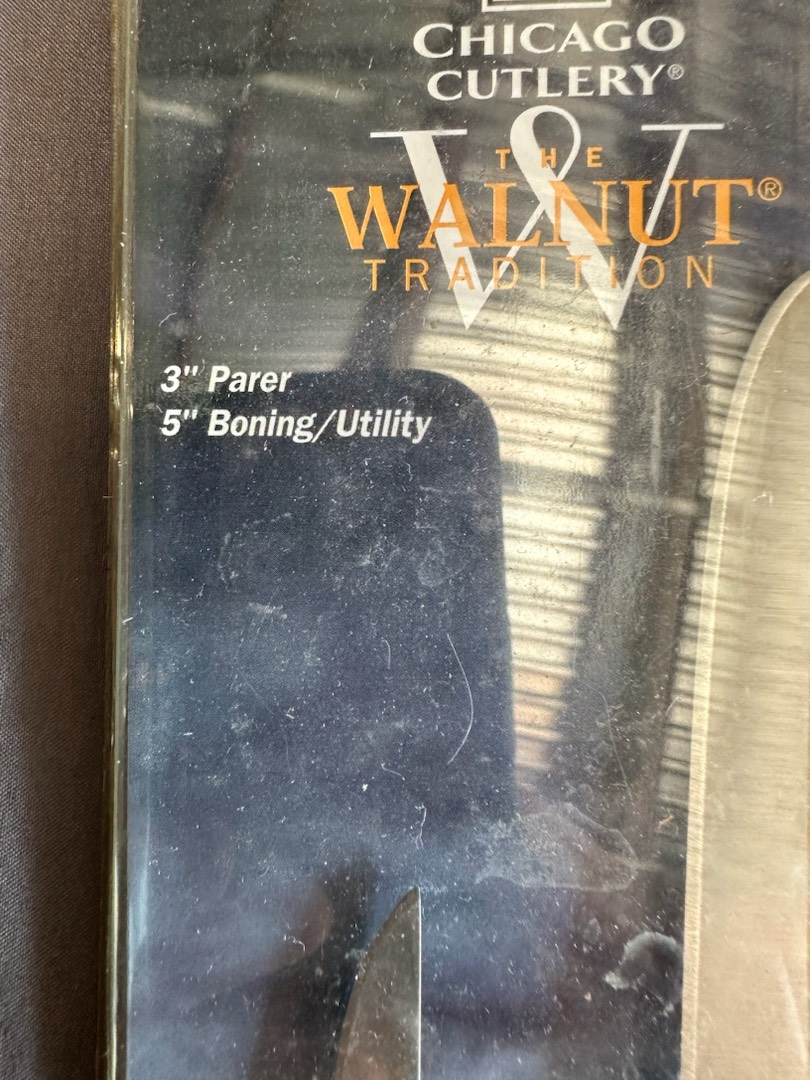 CHICAGO
CUTLERY®
W
THE
WALNUT®
TRADITION
3" Parer
5" Boning/Utility